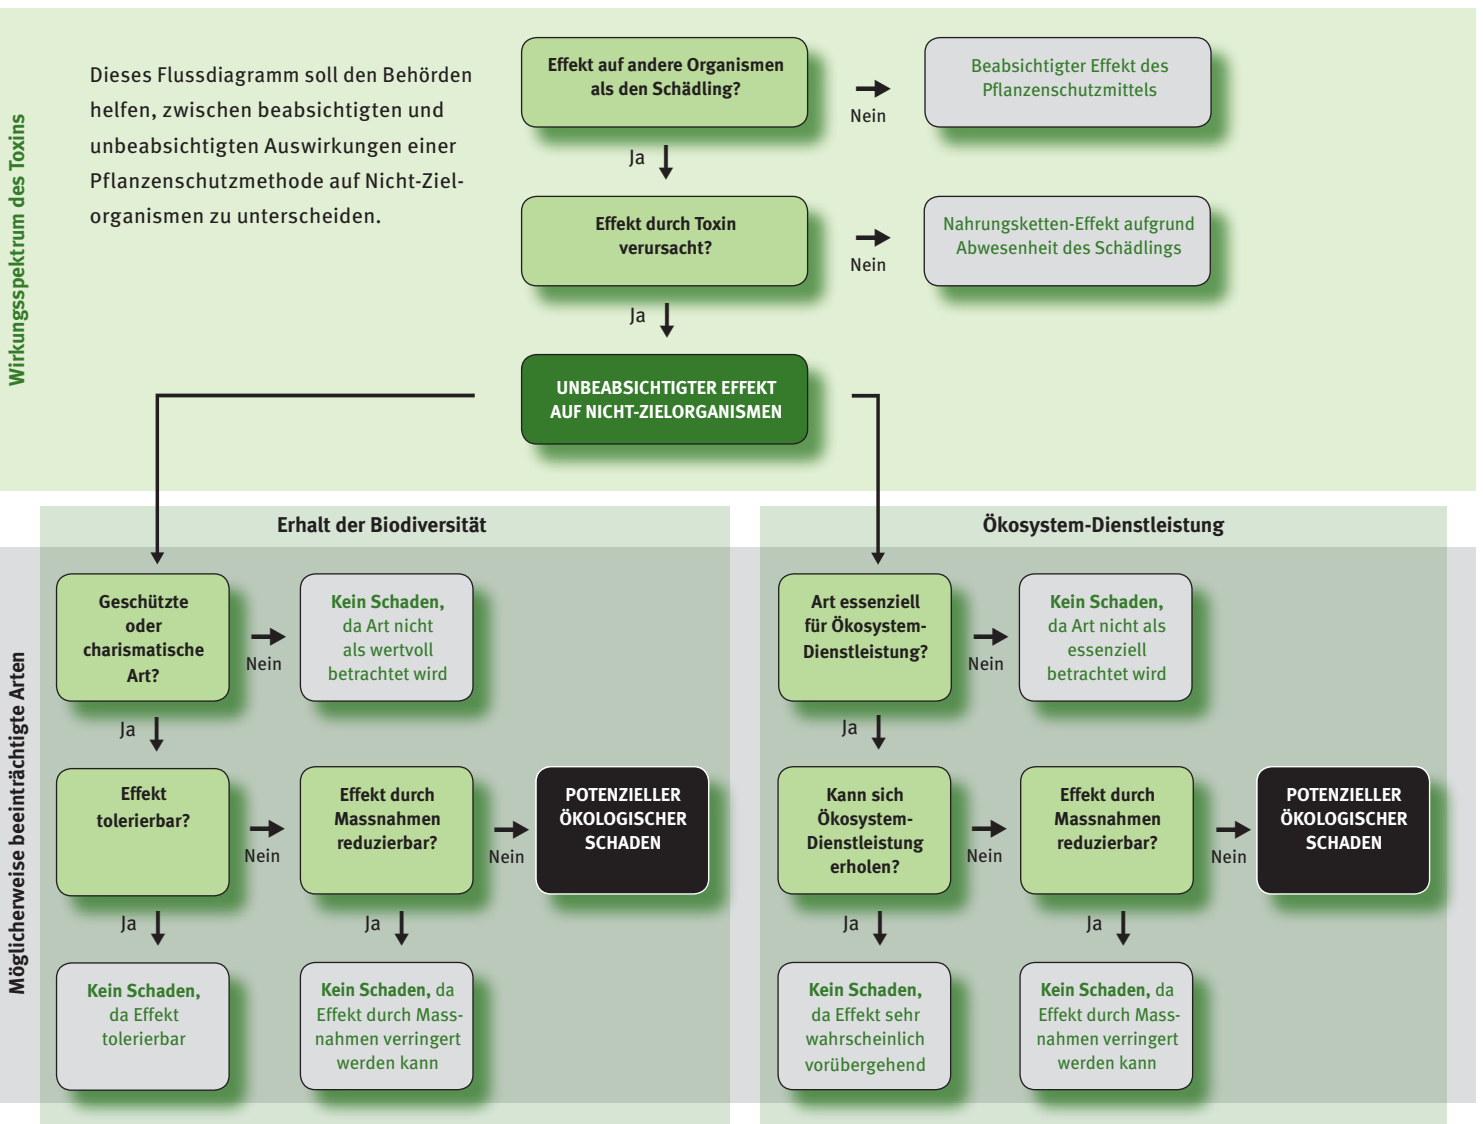 Wirkungsspektrum des Toxins
Dieses Flussdiagramm soll den Behörden
helfen, zwischen beabsichtigten und
unbeabsichtigten Auswirkungen einer
Pflanzenschutzmethode auf Nicht-Ziel-
organismen zu unterscheiden.
Effekt auf andere Organismen
als den Schädling?
Nein
Beabsichtigter Effekt des
Pflanzenschutzmittels
Ja
Effekt durch Toxin
verursacht?
Nein
Nahrungsketten-Effekt aufgrund
Abwesenheit des Schädlings
Ja
UNBEABSICHTIGTER EFFEKT
AUF NICHT-ZIELORGANISMEN
Möglicherweise beeinträchtigte Arten
Erhalt der Biodiversität
Geschützte
oder
charismatische
Art?
Nein
Kein Schaden,
da Art nicht
als wertvoll
betrachtet wird
Ja
Effekt
tolerierbar?
Nein
Effekt durch
Massnahmen
reduzierbar?
Nein
POTENZIELLER
ÖKOLOGISCHER
SCHADEN
Ja
Ja
Kein Schaden,
da Effekt
tolerierbar
Kein Schaden, da
Effekt durch Mass-
nahmen verringert
werden kann
Ökosystem-Dienstleistung
Art essenziell
für Ökosystem-
Dienstleistung?
Nein
Kein Schaden,
da Art nicht als
essenziell
betrachtet wird
Ja
Kann sich
Ökosystem-
Dienstleistung
erholen?
Nein
Effekt durch
Massnahmen
reduzierbar?
Nein
POTENZIELLER
ÖKOLOGISCHER
SCHADEN
Ja
Ja
Kein Schaden,
da Effekt sehr
wahrscheinlich
vorübergehend
Kein Schaden, da
Effekt durch Mass-
nahmen verringert
werden kann